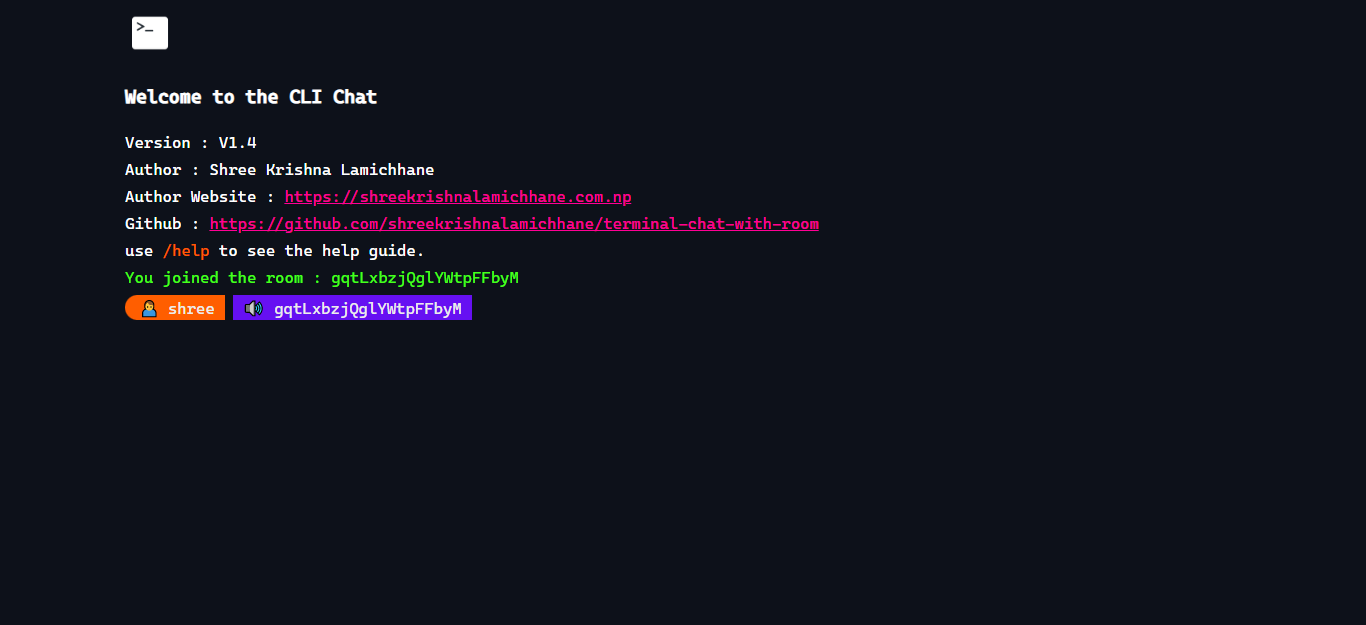 >_
Welcome to the CLI Chat
Version : V1.4
Author : Shree Krishna Lamichhane
Author Website : https://shreekrishnalamichhane.com.np
Github : https://github.com/shreekrishnalamichhane/terminal-chat-with-room
use /help to see the help guide.
You joined the room : gqtLxbzjQglYWtpFFbyM
shree gqtLxbzjQglYWtpFFbyM